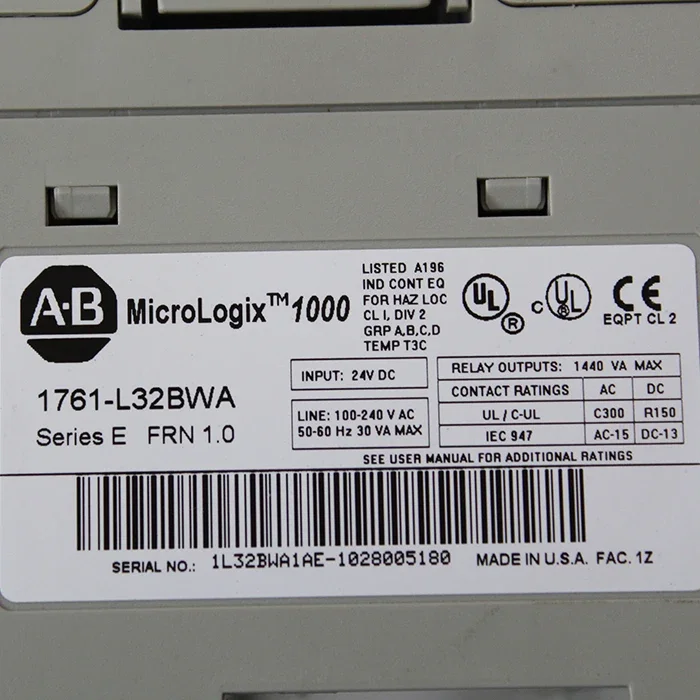 A·B
MicroLogix™ 1000
LISTED A196
IND CONT EQ
FOR HAZ LOC
CL I, DIV 2
GRP A,B,C,D
TEMP T3C
UL ®
C UL
CE
EQPT CL 2
1761-L32BWA
Series E FRN 1.0
INPUT: 24V DC
LINE: 100-240 V AC
50-60 Hz 30 VA MAX
RELAY OUTPUTS: 1440 VA MAX
CONTACT RATINGS AC DC
UL / C-UL C300 R150
IEC 947 AC-15 DC-13
SEE USER MANUAL FOR ADDITIONAL RATINGS
SERIAL NO.: 1L32BWA1AE-1028005180 MADE IN U.S.A. FAC. 1Z